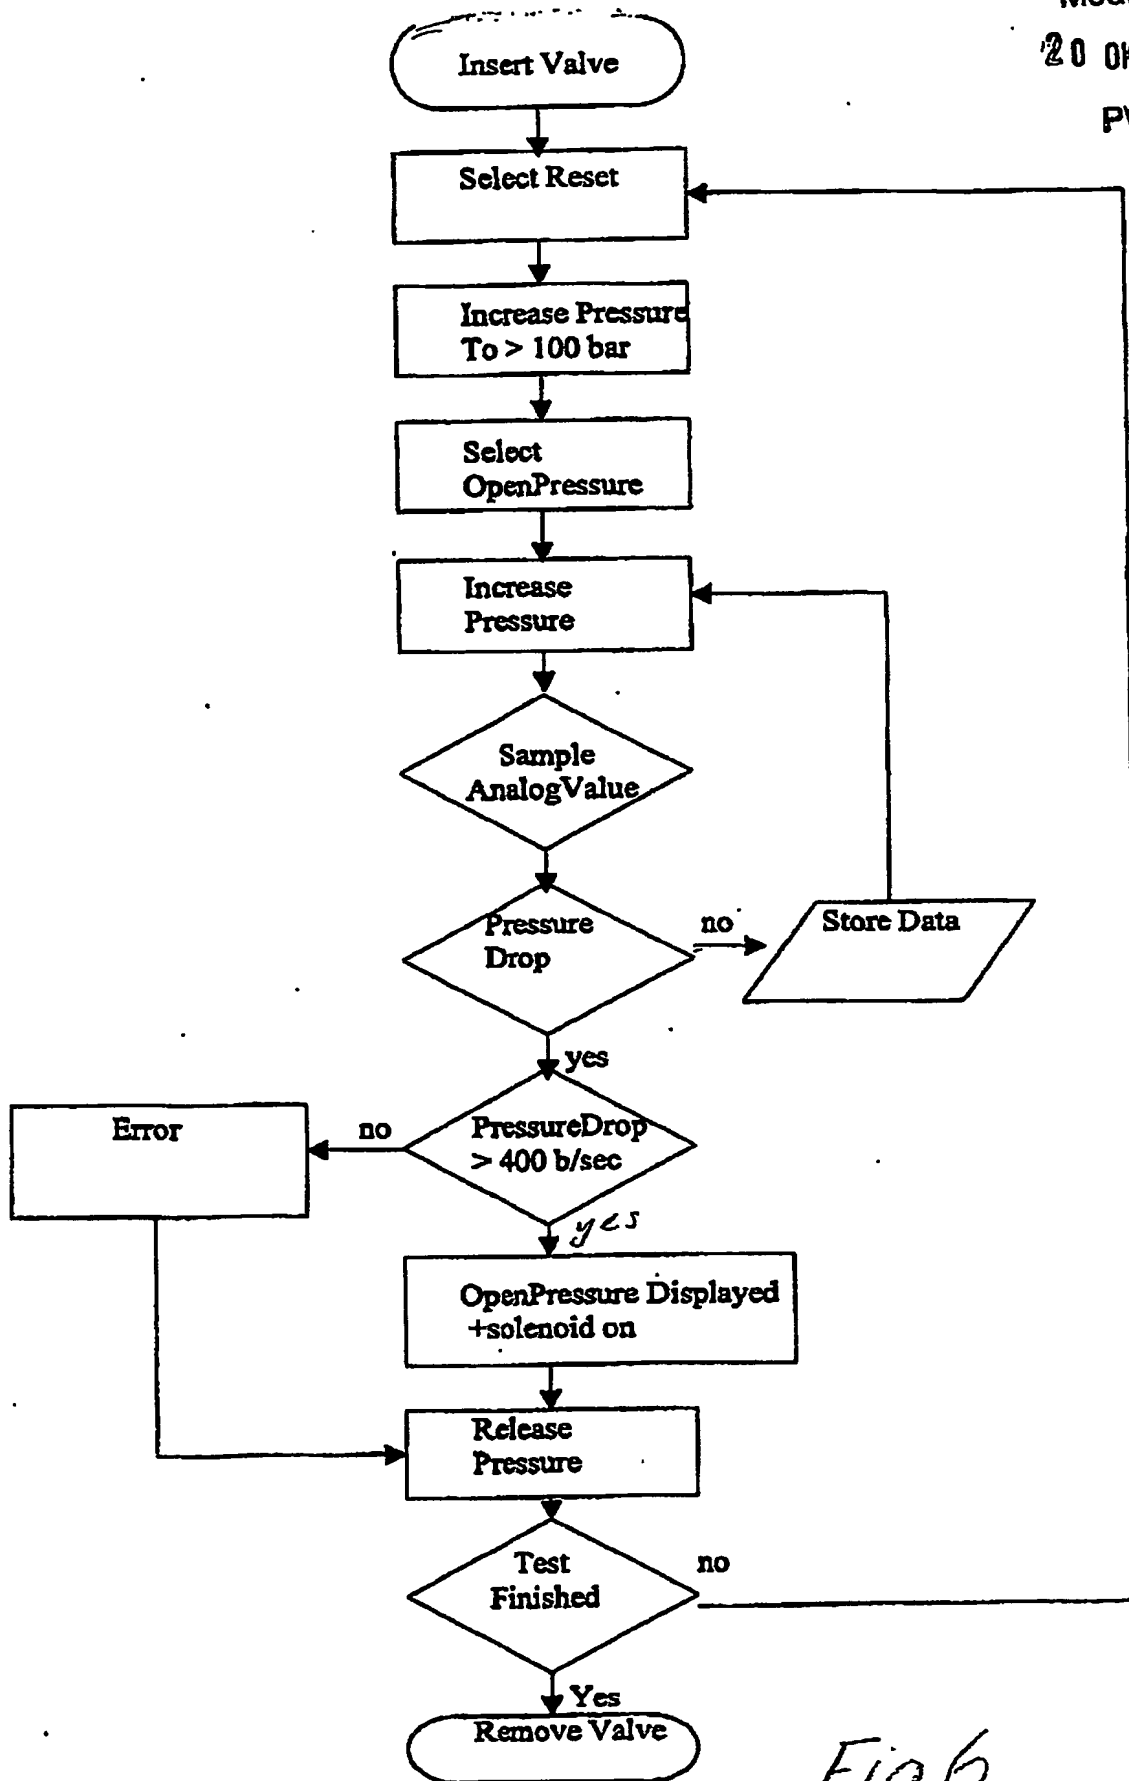 20
Insert Valve
Select Reset
Increase Pressure
To > 100 bar
Select
OpenPressure
Increase
Pressure
Sample
AnalogValue
Pressure
Drop
no
Store Data
yes
Error
no
PressureDrop
> 400 b/sec
yes
OpenPressure Displayed
+solenoid on
Release
Pressure
Test
Finished
no
Yes
Remove Valve
Fig 6